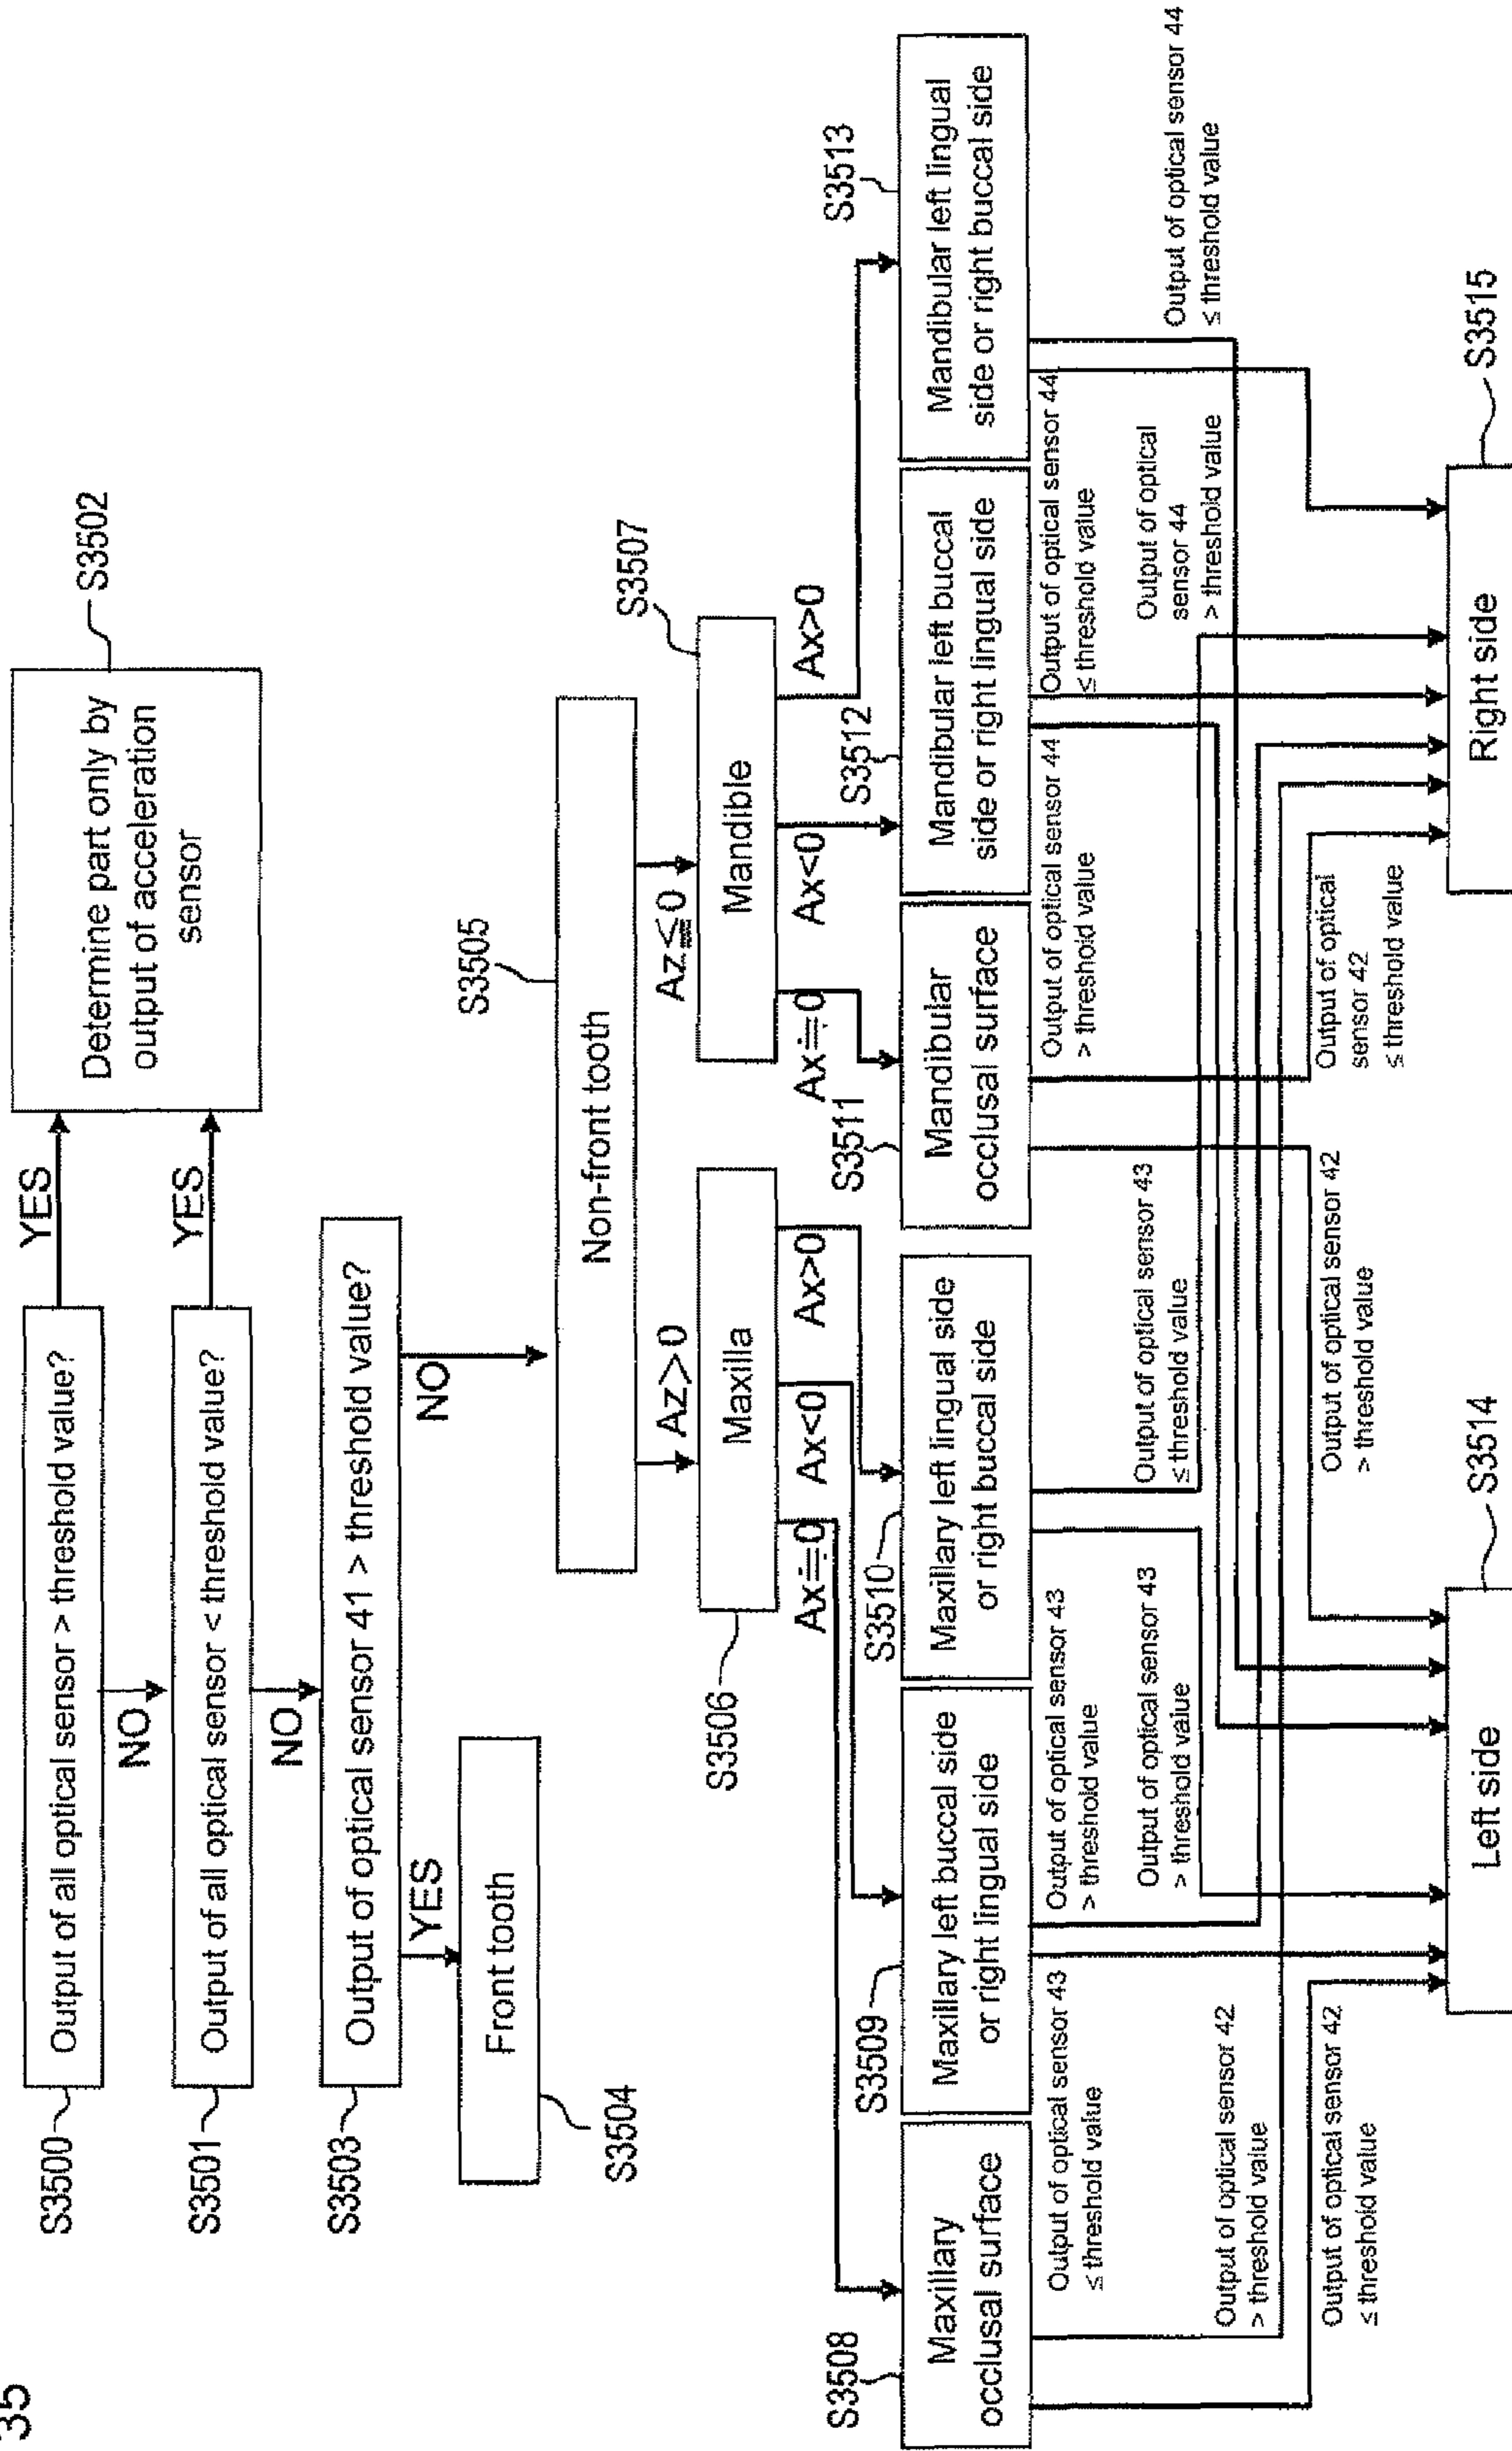 35
S3500
Output of all optical sensor > threshold value?
YES
NO
S3501
Output of all optical sensor < threshold value?
YES
NO
S3502
Determine part only by
output of acceleration
sensor
S3503
Output of optical sensor 41 > threshold value?
YES
NO
S3504
Front tooth
S3505
Non-front tooth
Az>0
Az≦0
S3506
Maxilla
Ax≒0
Ax<0
Ax>0
S3507
Mandible
Ax≒0
Ax<0
Ax>0
S3508
Maxillary
occlusal surface
S3509
Maxillary left buccal side
or right lingual side
S3510
Maxillary left lingual side
or right buccal side
S3511
Mandibular
occlusal surface
S3512
Mandibular left buccal
side or right lingual side
S3513
Mandibular left lingual
side or right buccal side
Output of optical sensor 43
≤ threshold value
Output of optical sensor 43
> threshold value
Output of optical sensor 44
> threshold value
Output of optical sensor 44
≤ threshold value
Output of optical sensor 43
> threshold value
Output of optical sensor 43
≤ threshold value
Output of optical
sensor 44
> threshold value
Output of optical sensor 44
≤ threshold value
Output of optical sensor 42
> threshold value
Output of optical sensor 42
≤ threshold value
Output of optical sensor 42
> threshold value
Output of optical
sensor 42
≤ threshold value
S3514
Left side
S3515
Right side